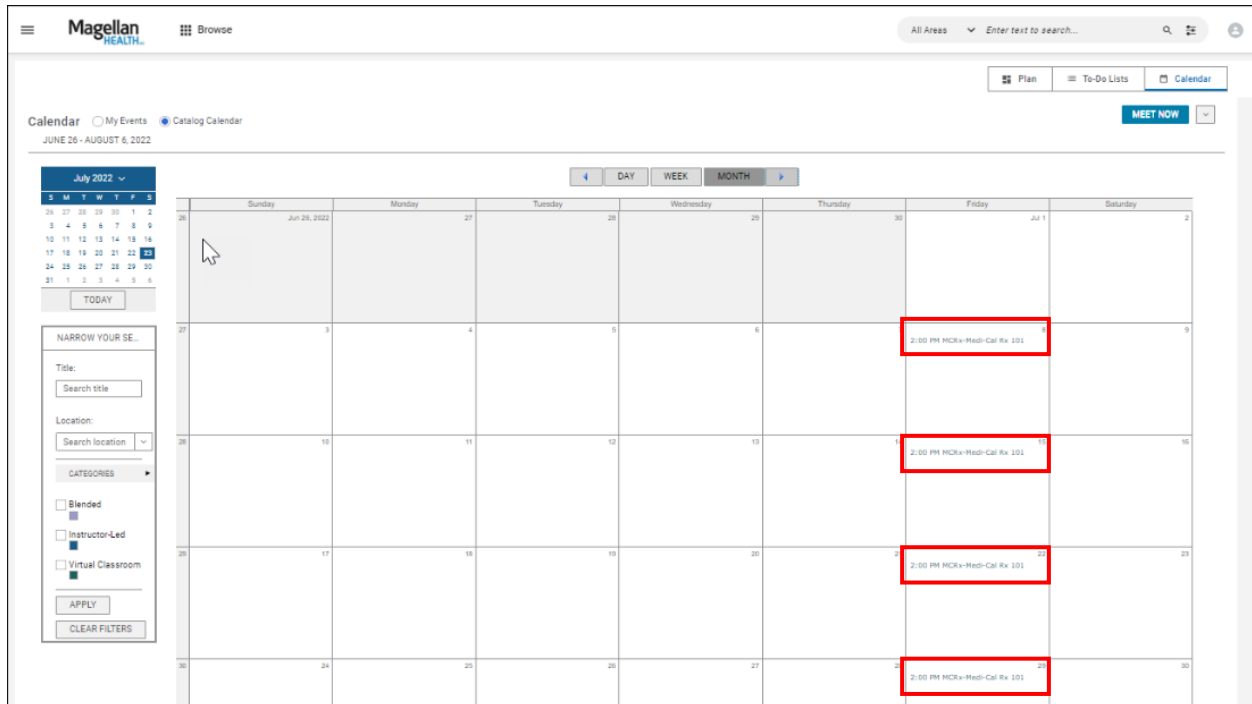 Magellan
HEALTH
Browse
All Areas
Enter text to search...
Plan
To-Do Lists
Calendar
Calendar
My Events
Catalog Calendar
MEET NOW
JUNE 26 - AUGUST 6, 2022
July 2022
S M T W T F S
26 27 28 29 30 1 2
3 4 5 6 7 8 9
10 11 12 13 14 15 16
17 18 19 20 21 22 23
24 25 26 27 28 29 30
31 1 2 3 4 5 6
TODAY
DAY
WEEK
MONTH
Sunday Monday Tuesday Wednesday Thursday Friday Saturday
26 Jun 26, 2022 27 28 29 30 Jul 1 2
27 3 4 5 6 8 9
2:00 PM MCRx-Medi-Cal Rx 101
28 10 11 12 13 14 15 16
2:00 PM MCRx-Medi-Cal Rx 101
29 17 18 19 20 21 22 23
2:00 PM MCRx-Medi-Cal Rx 101
30 24 25 26 27 28 29 30
2:00 PM MCRx-Medi-Cal Rx 101
NARROW YOUR SE...
Title:
Search title
Location:
Search location
CATEGORIES
Blended
Instructor-Led
Virtual Classroom
APPLY
CLEAR FILTERS